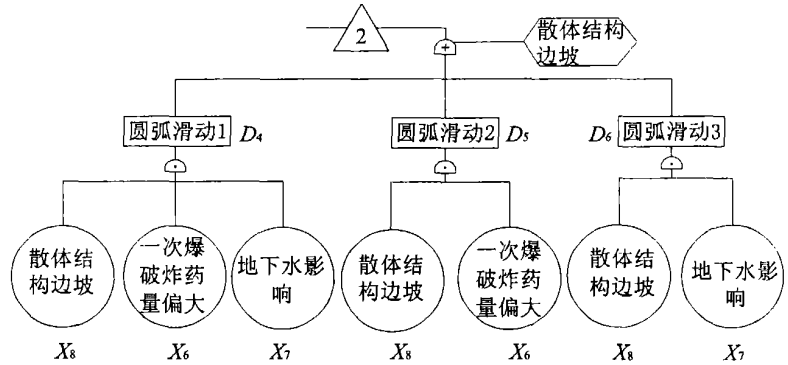 2
+
散体结构
边坡
圆弧滑动1
D₄
圆弧滑动2
D₅
D₆
圆弧滑动3
散体结
构边坡
一次爆
破炸药
量偏大
地下水影
响
散体结
构边坡
一次爆
破炸药
量偏大
散体结
构边坡
地下水影
响
X₈
X₆
X₇
X₈
X₆
X₈
X₇